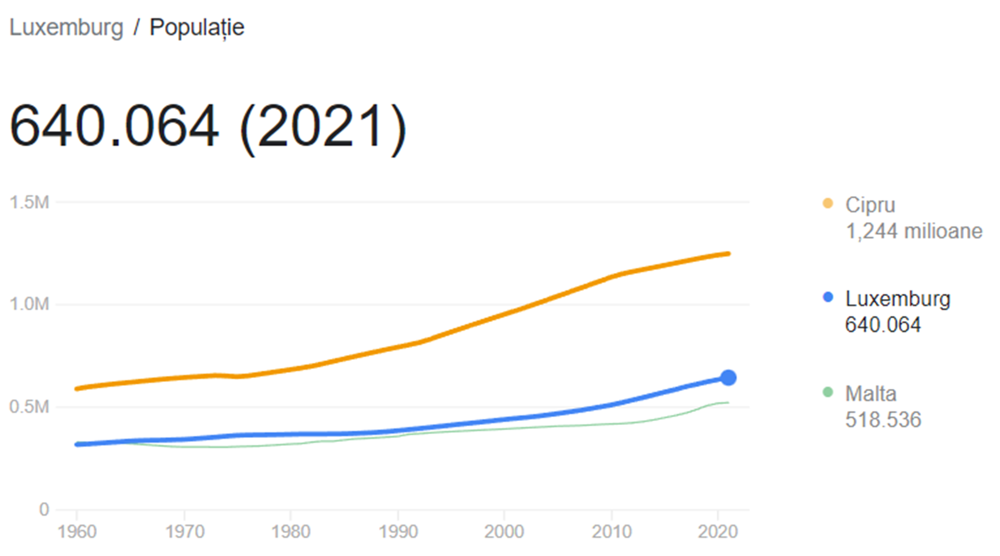 Luxemburg / Populație
640.064 (2021)
1.5M
1.0M
0.5M
0
1960 1970 1980 1990 2000 2010 2020
Cipru
1,244 milioane
Luxemburg
640.064
Malta
518.536